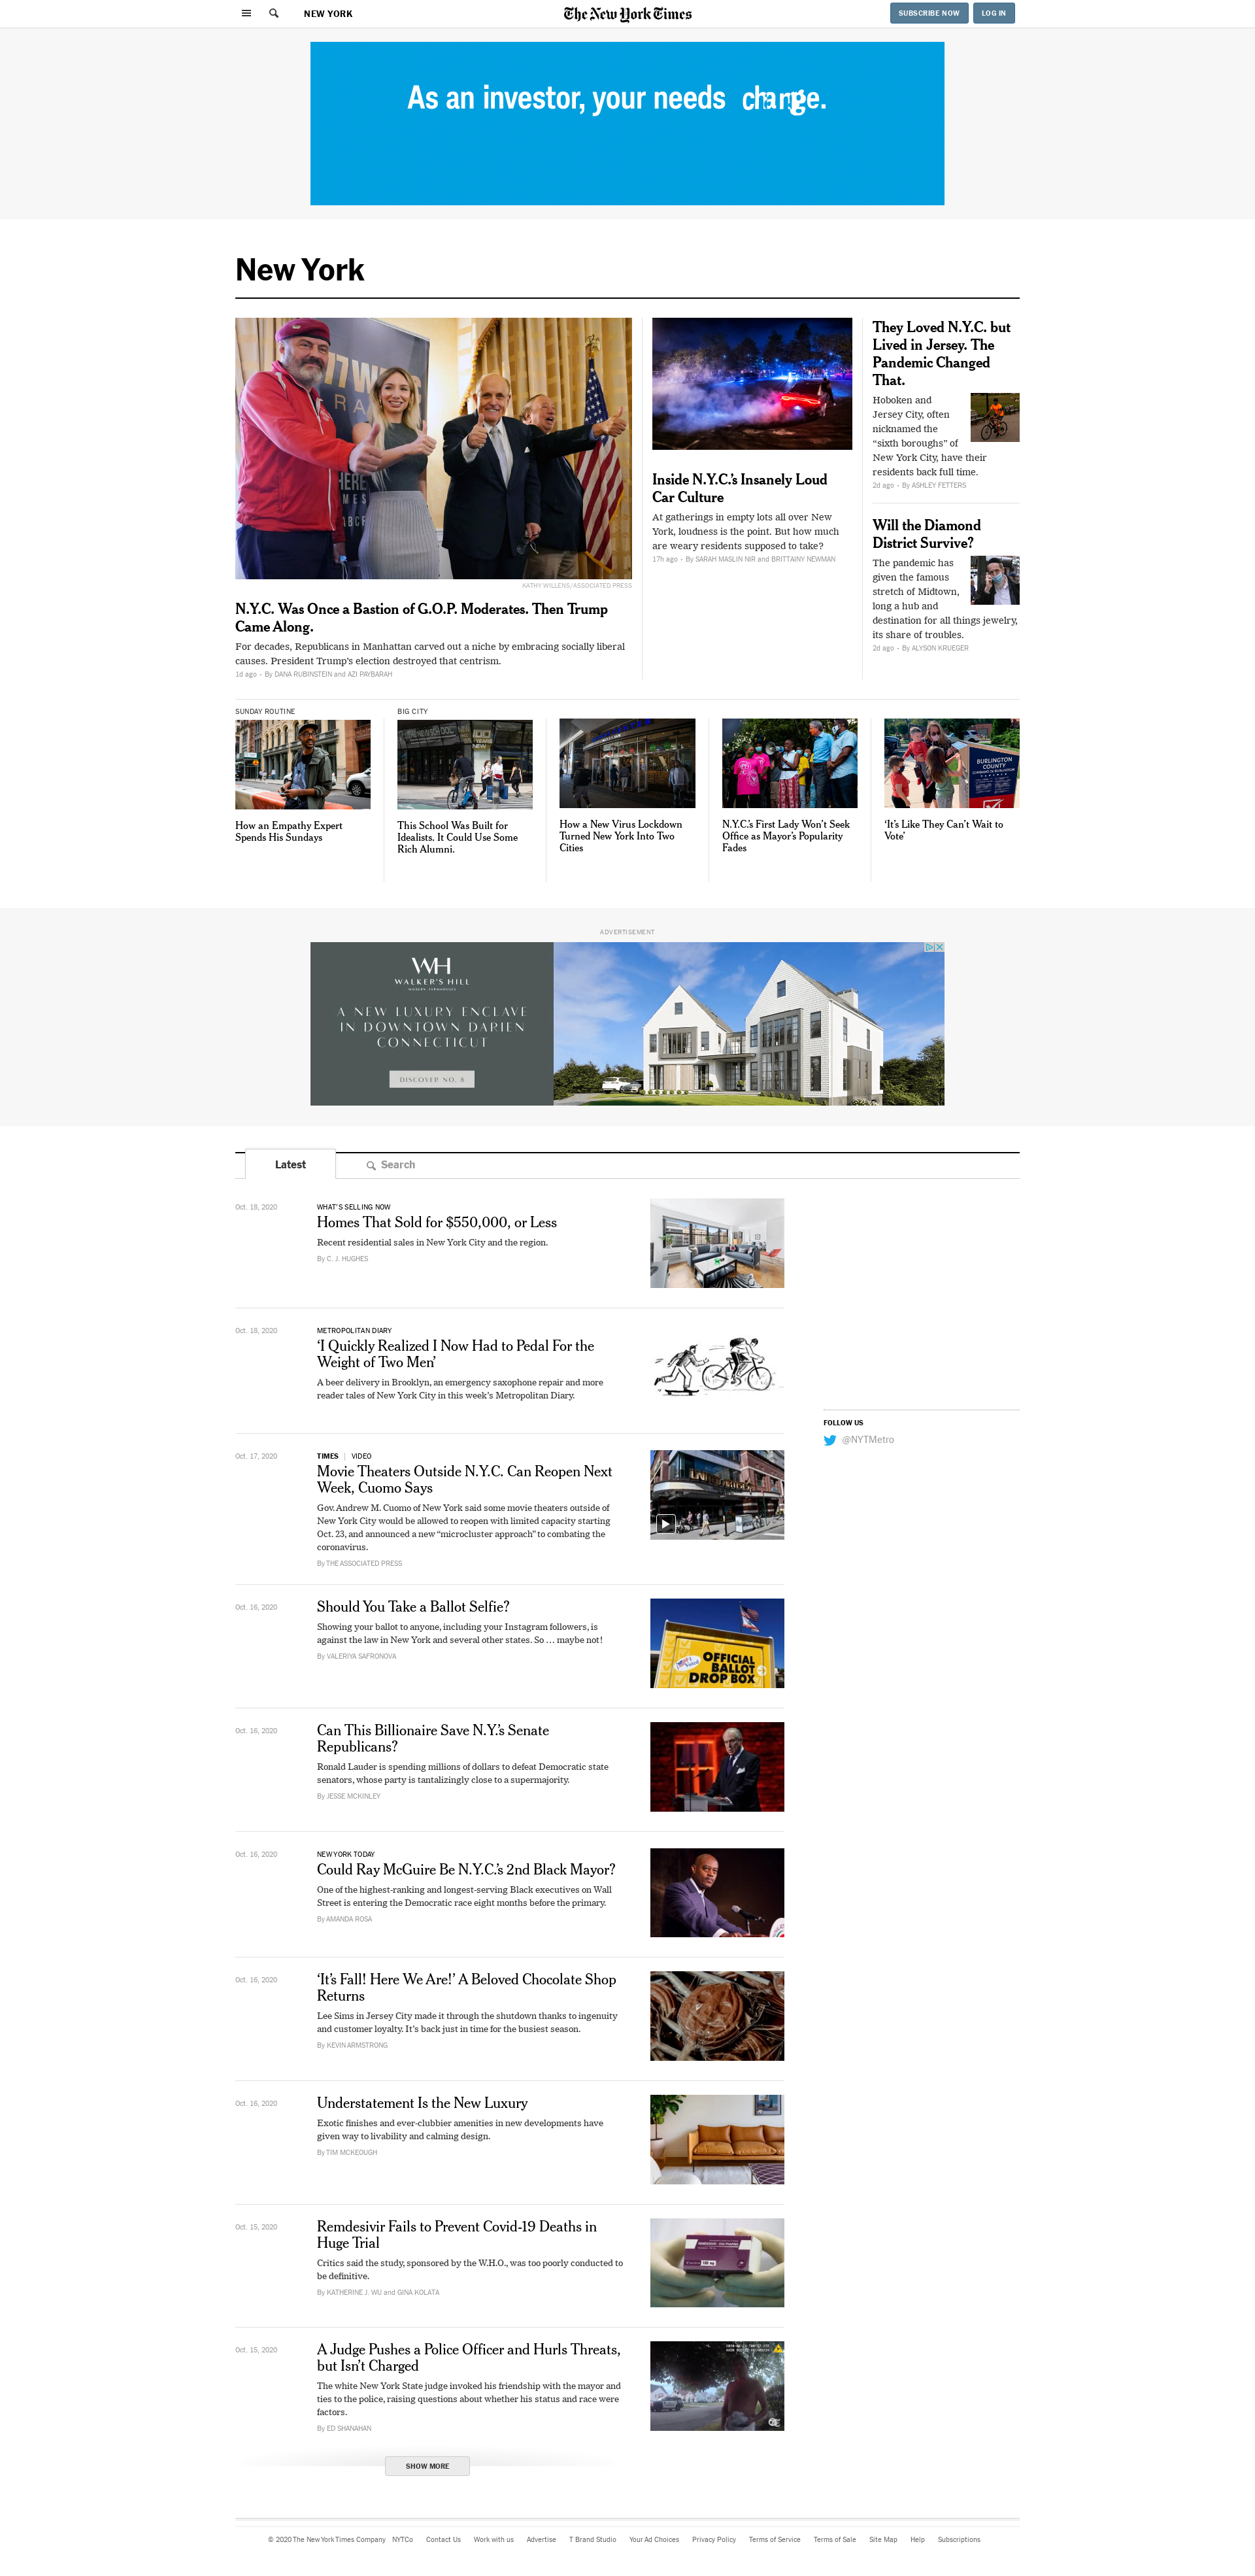 NEW YORK
The New York Times
SUBSCRIBE NOW
LOG IN
As an investor, your needs change.
New York
KATHY WILLENS/ASSOCIATED PRESS
N.Y.C. Was Once a Bastion of G.O.P. Moderates. Then Trump
Came Along.
For decades, Republicans in Manhattan carved out a niche by embracing socially liberal
causes. President Trump's election destroyed that centrism.
1d ago • By DANA RUBINSTEIN and AZI PAYBARAH
Inside N.Y.C.'s Insanely Loud
Car Culture
At gatherings in empty lots all over New
York, loudness is the point. But how much
are weary residents supposed to take?
17h ago • By SARAH MASLIN NIR and BRITTAINY NEWMAN
They Loved N.Y.C. but
Lived in Jersey. The
Pandemic Changed
That.
Hoboken and
Jersey City, often
nicknamed the
“sixth boroughs” of
New York City, have their
residents back full time.
2d ago • By ASHLEY FETTERS
Will the Diamond
District Survive?
The pandemic has
given the famous
stretch of Midtown,
long a hub and
destination for all things jewelry,
its share of troubles.
2d ago • By ALYSON KRUEGER
SUNDAY ROUTINE
How an Empathy Expert
Spends His Sundays
BIG CITY
This School Was Built for
Idealists. It Could Use Some
Rich Alumni.
How a New Virus Lockdown
Turned New York Into Two
Cities
N.Y.C.'s First Lady Won't Seek
Office as Mayor's Popularity
Fades
BURLINGTON
COUNTY
‘It's Like They Can't Wait to
Vote’
ADVERTISEMENT
WH
WALKER'S HILL
A NEW LUXURY ENCLAVE
IN DOWNTOWN DARIEN
CONNECTICUT
DISCOVER NO. 8
Latest
Search
Oct. 18, 2020
WHAT'S SELLING NOW
Homes That Sold for $550,000, or Less
Recent residential sales in New York City and the region.
By C. J. HUGHES
Oct. 18, 2020
METROPOLITAN DIARY
‘I Quickly Realized I Now Had to Pedal For the
Weight of Two Men’
A beer delivery in Brooklyn, an emergency saxophone repair and more
reader tales of New York City in this week's Metropolitan Diary.
FOLLOW US
@NYTMetro
Oct. 17, 2020
TIMES | VIDEO
Movie Theaters Outside N.Y.C. Can Reopen Next
Week, Cuomo Says
Gov. Andrew M. Cuomo of New York said some movie theaters outside of
New York City would be allowed to reopen with limited capacity starting
Oct. 23, and announced a new “microcluster approach” to combating the
coronavirus.
By THE ASSOCIATED PRESS
Oct. 16, 2020
Should You Take a Ballot Selfie?
Showing your ballot to anyone, including your Instagram followers, is
against the law in New York and several other states. So … maybe not!
By VALERIYA SAFRONOVA
OFFICIAL
BALLOT
DROP BOX
Oct. 16, 2020
Can This Billionaire Save N.Y.'s Senate
Republicans?
Ronald Lauder is spending millions of dollars to defeat Democratic state
senators, whose party is tantalizingly close to a supermajority.
By JESSE MCKINLEY
Oct. 16, 2020
NEW YORK TODAY
Could Ray McGuire Be N.Y.C.'s 2nd Black Mayor?
One of the highest-ranking and longest-serving Black executives on Wall
Street is entering the Democratic race eight months before the primary.
By AMANDA ROSA
Oct. 16, 2020
‘It's Fall! Here We Are!’ A Beloved Chocolate Shop
Returns
Lee Sims in Jersey City made it through the shutdown thanks to ingenuity
and customer loyalty. It's back just in time for the busiest season.
By KEVIN ARMSTRONG
Oct. 16, 2020
Understatement Is the New Luxury
Exotic finishes and ever-clubbier amenities in new developments have
given way to livability and calming design.
By TIM MCKEOUGH
Oct. 15, 2020
Remdesivir Fails to Prevent Covid-19 Deaths in
Huge Trial
Critics said the study, sponsored by the W.H.O., was too poorly conducted to
be definitive.
By KATHERINE J. WU and GINA KOLATA
Oct. 15, 2020
A Judge Pushes a Police Officer and Hurls Threats,
but Isn't Charged
The white New York State judge invoked his friendship with the mayor and
ties to the police, raising questions about whether his status and race were
factors.
By ED SHANAHAN
SHOW MORE
© 2020 The New York Times Company NYTCo Contact Us Work with us Advertise T Brand Studio Your Ad Choices Privacy Policy Terms of Service Terms of Sale Site Map Help Subscriptions